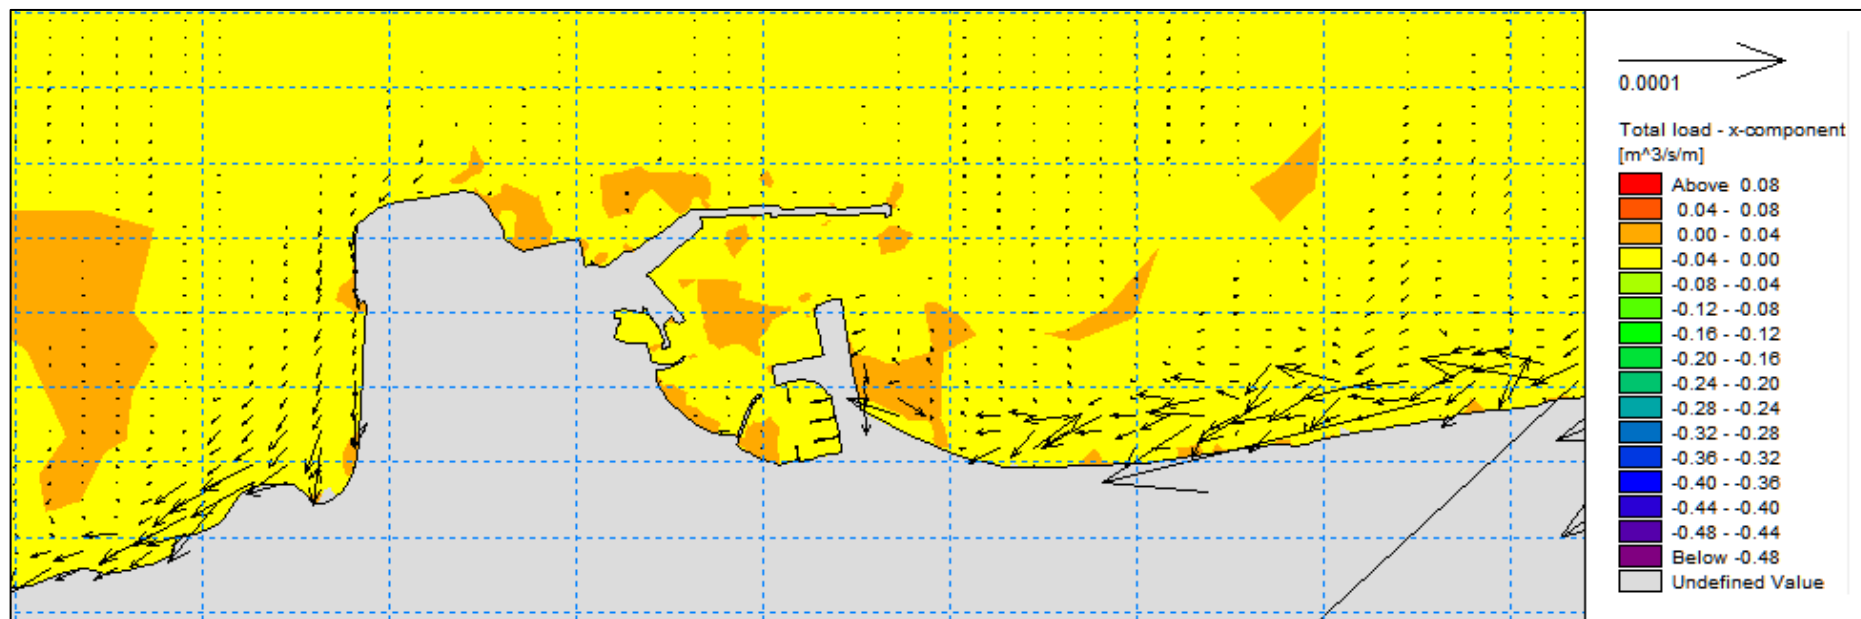 0.0001
Total load - x-component
[m^3/s/m]
Above 0.08
0.04 - 0.08
0.00 - 0.04
-0.04 - 0.00
-0.08 - -0.04
-0.12 - -0.08
-0.16 - -0.12
-0.20 - -0.16
-0.24 - -0.20
-0.28 - -0.24
-0.32 - -0.28
-0.36 - -0.32
-0.40 - -0.36
-0.44 - -0.40
-0.48 - -0.44
Below -0.48
Undefined Value